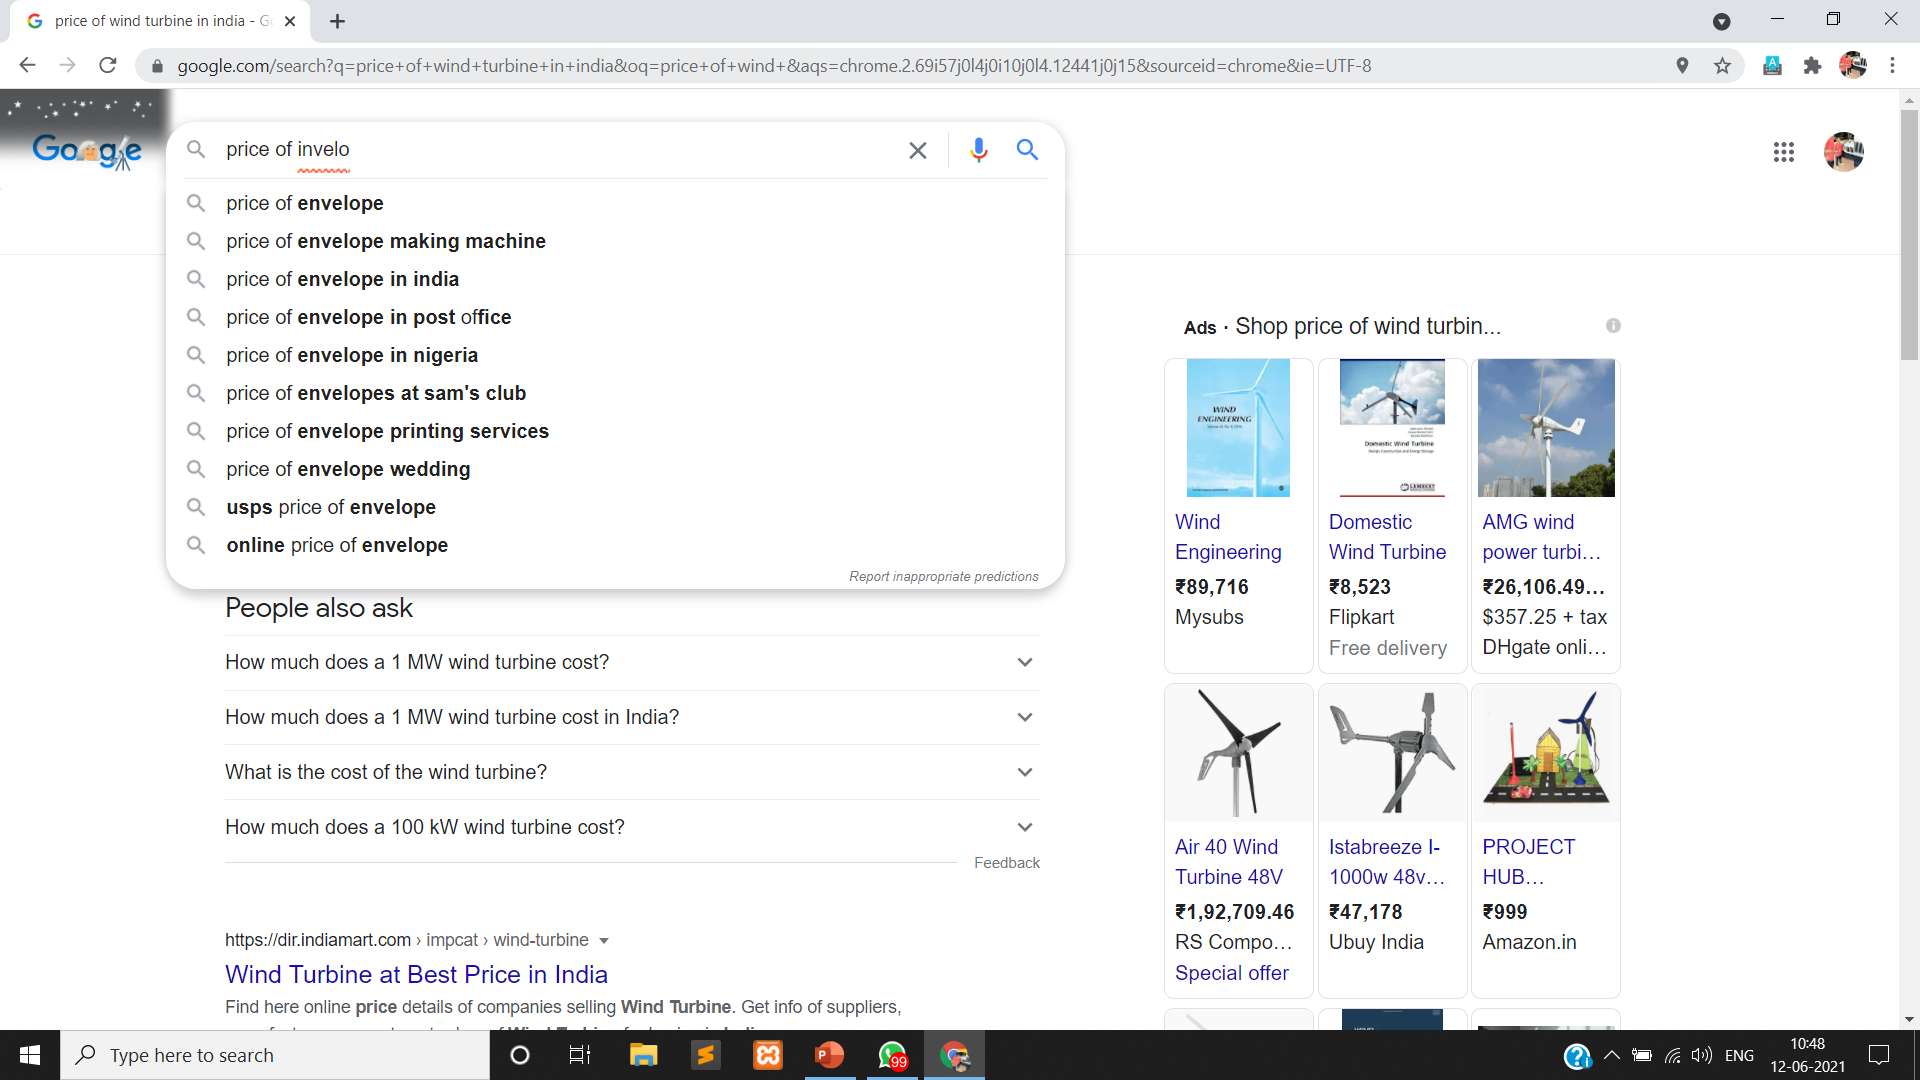 price of wind turbine in india - G
google.com/search?q=price+of+wind+turbine+in+india&oq=price+of+wind+&aqs=chrome.2.69i57j0l4j0i10j0l4.12441j0j15&sourceid=chrome&ie=UTF-8
Google
price of invelo
price of envelope
price of envelope making machine
price of envelope in india
price of envelope in post office
price of envelope in nigeria
price of envelopes at sam's club
price of envelope printing services
price of envelope wedding
usps price of envelope
online price of envelope
Report inappropriate predictions
People also ask
How much does a 1 MW wind turbine cost?
How much does a 1 MW wind turbine cost in India?
What is the cost of the wind turbine?
How much does a 100 kW wind turbine cost?
Feedback
https://dir.indiamart.com › impcat › wind-turbine
Wind Turbine at Best Price in India
Find here online price details of companies selling Wind Turbine. Get info of suppliers,
Ads · Shop price of wind turbin...
WIND
ENGINEERING
Domestic Wind Turbine
Wind
Engineering
₹89,716
Mysubs
Domestic
Wind Turbine
₹8,523
Flipkart
Free delivery
AMG wind
power turbi...
₹26,106.49...
$357.25 + tax
DHgate onli...
Air 40 Wind
Turbine 48V
₹1,92,709.46
RS Compo...
Special offer
Istabreeze I-
1000w 48v...
₹47,178
Ubuy India
PROJECT
HUB...
₹999
Amazon.in
Type here to search
99
ENG
10:48
12-06-2021